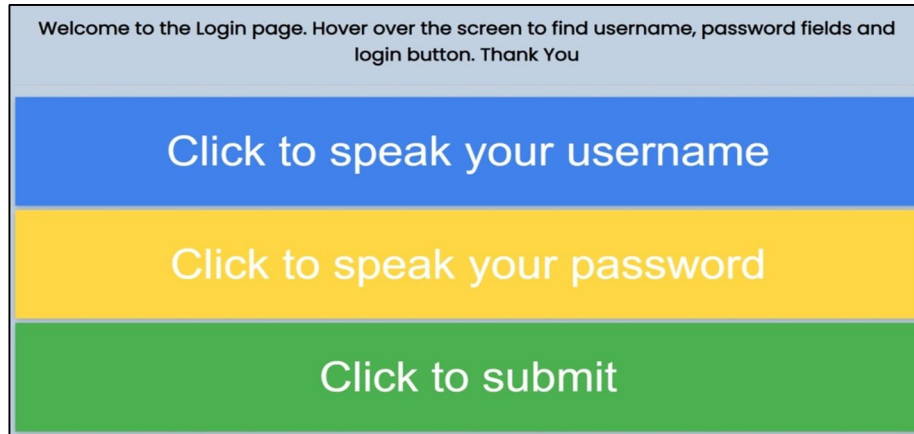 Welcome to the Login page. Hover over the screen to find username, password fields and
login button. Thank You
Click to speak your username
Click to speak your password
Click to submit